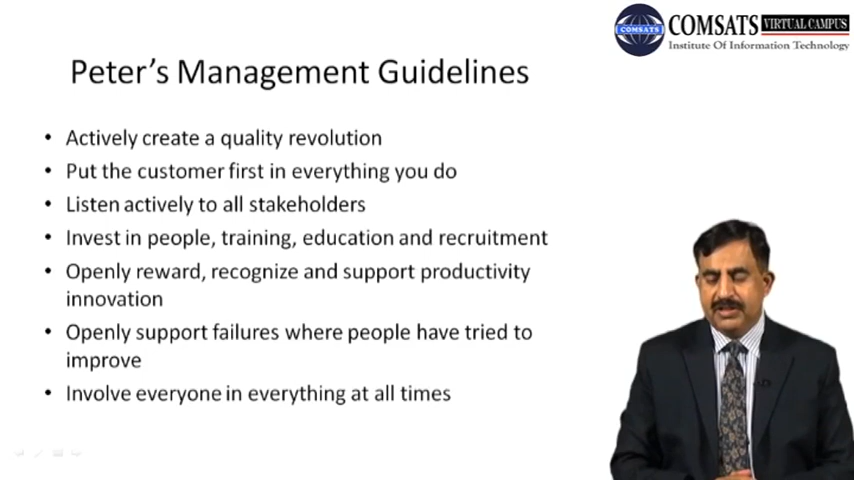 COMSATS
COMSATS VIRTUAL CAMPUS
Institute Of Information Technology
Peter's Management Guidelines
• Actively create a quality revolution
• Put the customer first in everything you do
• Listen actively to all stakeholders
• Invest in people, training, education and recruitment
• Openly reward, recognize and support productivity
innovation
• Openly support failures where people have tried to
improve
• Involve everyone in everything at all times